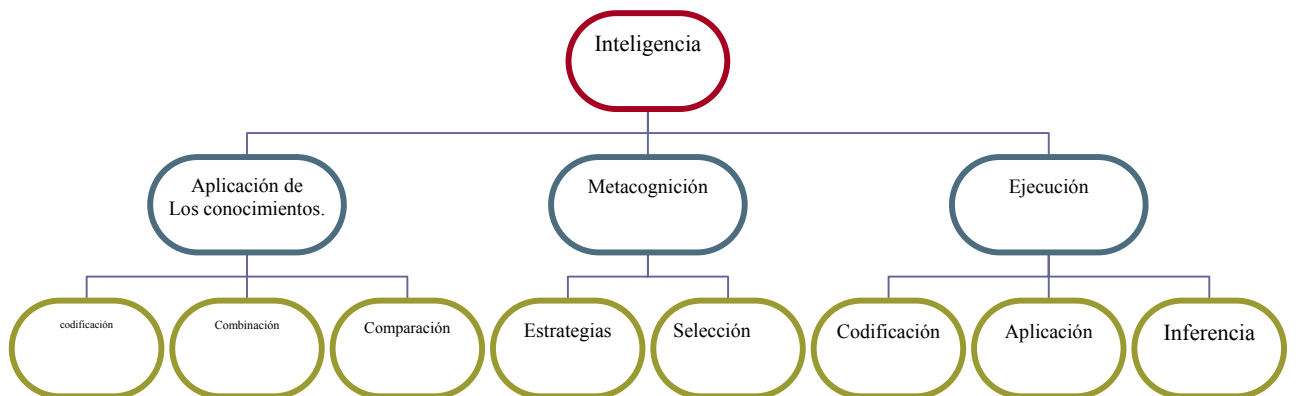 Inteligencia
Aplicación de
Los conocimientos.
Metacognición
Ejecución
codificación
Combinación
Comparación
Estrategias
Selección
Codificación
Aplicación
Inferencia